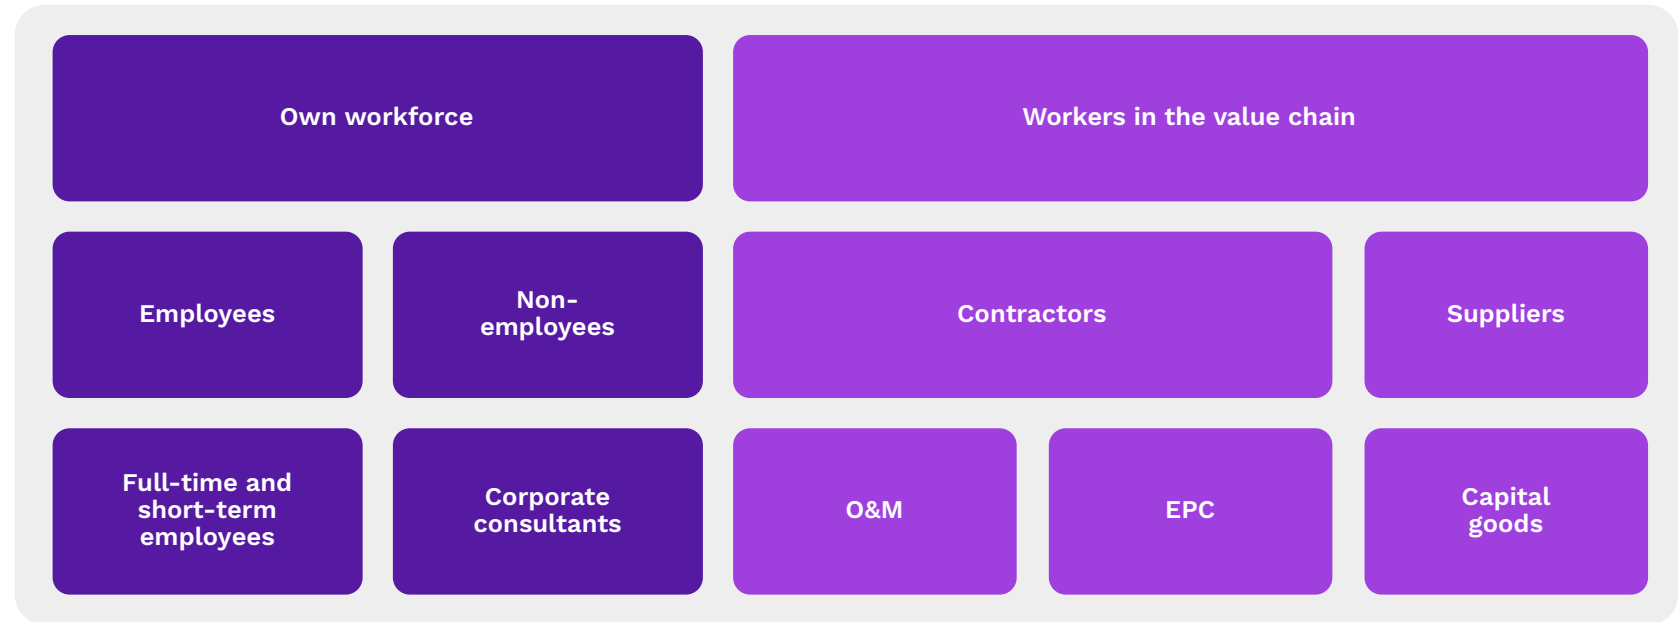 Own workforce
Workers in the value chain
Employees
Non-
employees
Contractors
Suppliers
Full-time and
short-term
employees
Corporate
consultants
O&M
EPC
Capital
goods